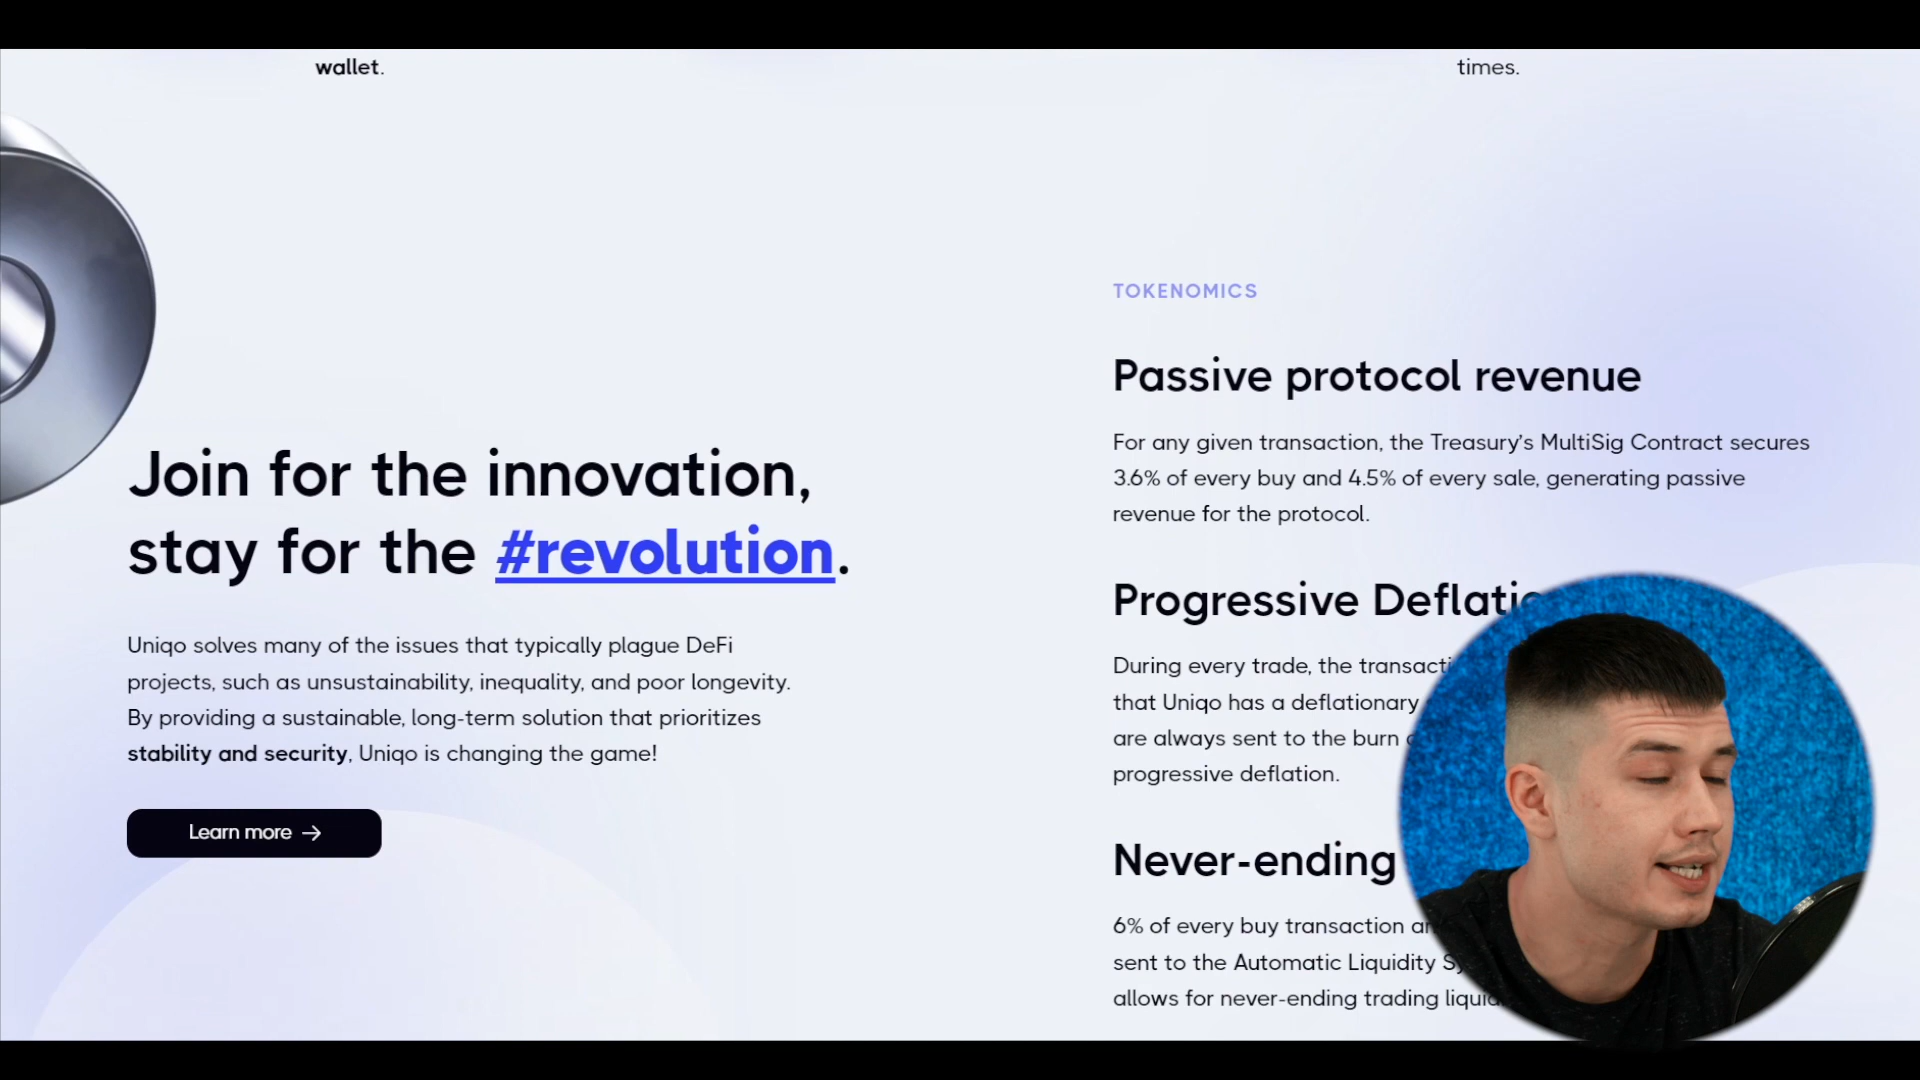 wallet.
times.
Join for the innovation,
stay for the #revolution.
Uniqo solves many of the issues that typically plague DeFi
projects, such as unsustainability, inequality, and poor longevity.
By providing a sustainable, long-term solution that prioritizes
stability and security, Uniqo is changing the game!
Learn more →
TOKENOMICS
Passive protocol revenue
For any given transaction, the Treasury's MultiSig Contract secures
3.6% of every buy and 4.5% of every sale, generating passive
revenue for the protocol.
Progressive
During every trade, the
that Uniqo has a deflationary
are always sent to the burn
progressive deflation.
Never-ending
6% of every buy transaction
sent to the Automatic Liquidity
allows for never-ending trading